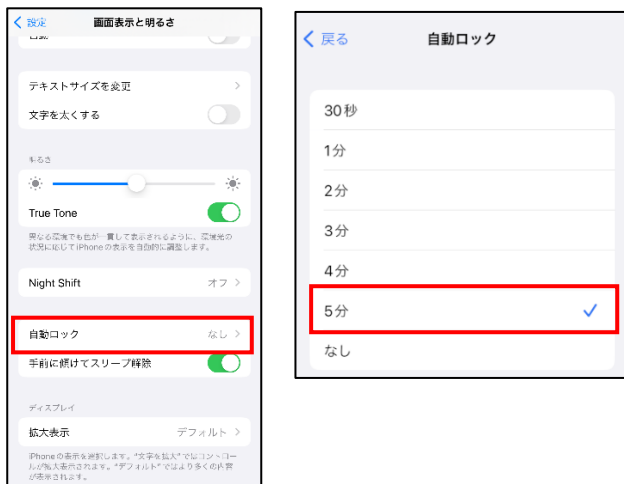 設定
画面表示と明るさ
自動
テキストサイズを変更
文字を太くする
明るさ
True Tone
異なる環境でも色が一貫して表示されるように、環境光の
状況に応じてiPhoneの表示を自動的に調整します。
Night Shift オフ
自動ロック なし
手前に傾けてスリープ解除
ディスプレイ
拡大表示 デフォルト
iPhoneの表示を選択します。“文字を拡大”ではコントロー
ルが拡大表示されます。“デフォルト”ではより多くの内容
が表示されます。
戻る
自動ロック
30秒
1分
2分
3分
4分
5分
なし